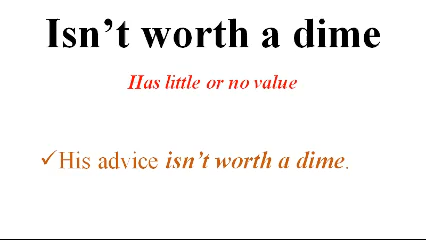 Isn’t worth a dime
Has little or no value
✓His advice isn’t worth a dime.